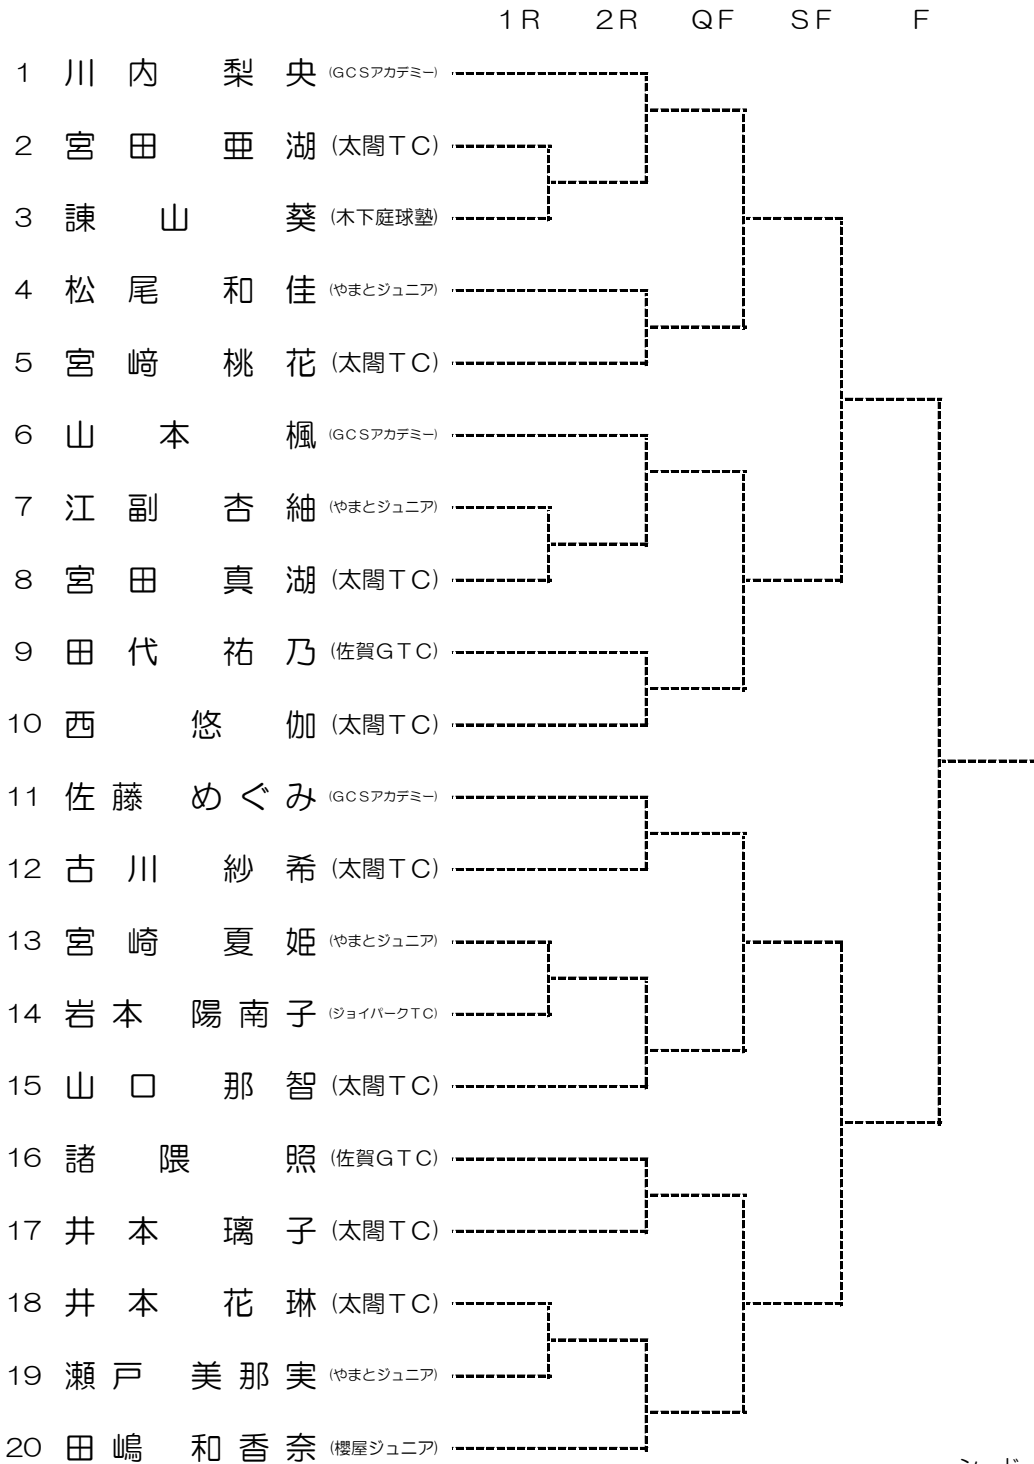 1R 2R QF SF F
1 川内 梨央 (GCSアカデミー)
2 宮田 亜湖 (太閤TC)
3 諌山 葵 (木下庭球塾)
4 松尾 和佳 (やまとジュニア)
5 宮﨑 桃花 (太閤TC)
6 山本 楓 (GCSアカデミー)
7 江副 杏紬 (やまとジュニア)
8 宮田 真湖 (太閤TC)
9 田代 祐乃 (佐賀GTC)
10 西 悠伽 (太閤TC)
11 佐藤 めぐみ (GCSアカデミー)
12 古川 紗希 (太閤TC)
13 宮崎 夏姫 (やまとジュニア)
14 岩本 陽南子 (ジョイパークTC)
15 山口 那智 (太閤TC)
16 諸隈 照 (佐賀GTC)
17 井本 璃子 (太閤TC)
18 井本 花琳 (太閤TC)
19 瀬戸 美那実 (やまとジュニア)
20 田嶋 和香奈 (櫻屋ジュニア)